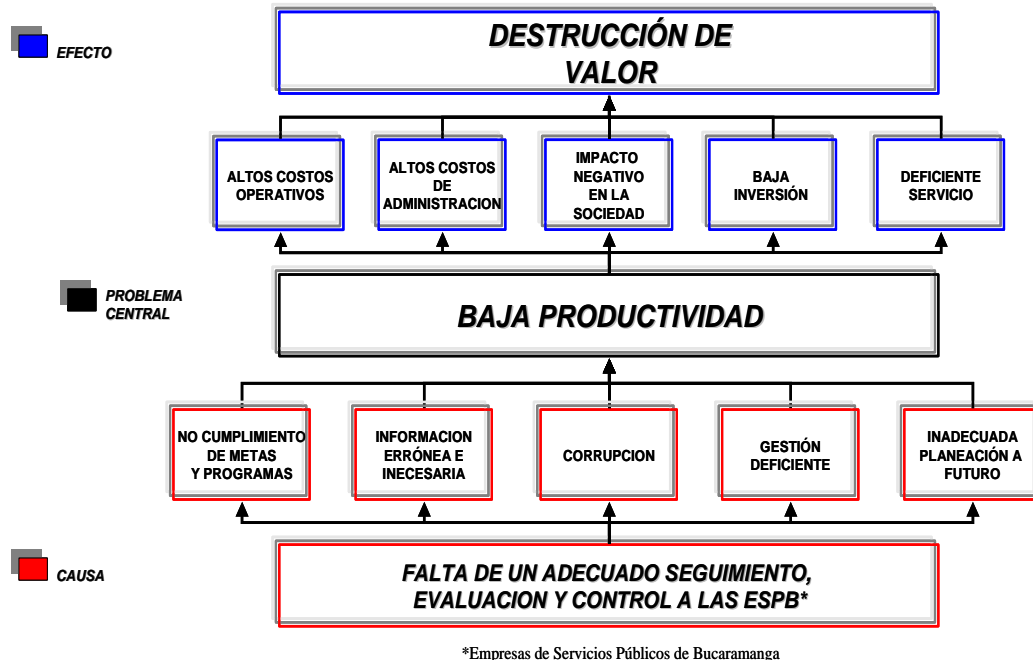 EFECTO
DESTRUCCIÓN DE
VALOR
ALTOS COSTOS
OPERATIVOS
ALTOS COSTOS
DE
ADMINISTRACION
IMPACTO
NEGATIVO
EN LA
SOCIEDAD
BAJA
INVERSIÓN
DEFICIENTE
SERVICIO
PROBLEMA
CENTRAL
BAJA PRODUCTIVIDAD
NO CUMPLIMIENTO
DE METAS
Y PROGRAMAS
INFORMACION
ERRÓNEA E
INECESARIA
CORRUPCION
GESTIÓN
DEFICIENTE
INADECUADA
PLANEACIÓN A
FUTURO
CAUSA
FALTA DE UN ADECUADO SEGUIMIENTO,
EVALUACION Y CONTROL A LAS ESPB*
*Empresas de Servicios Públicos de Bucaramanga